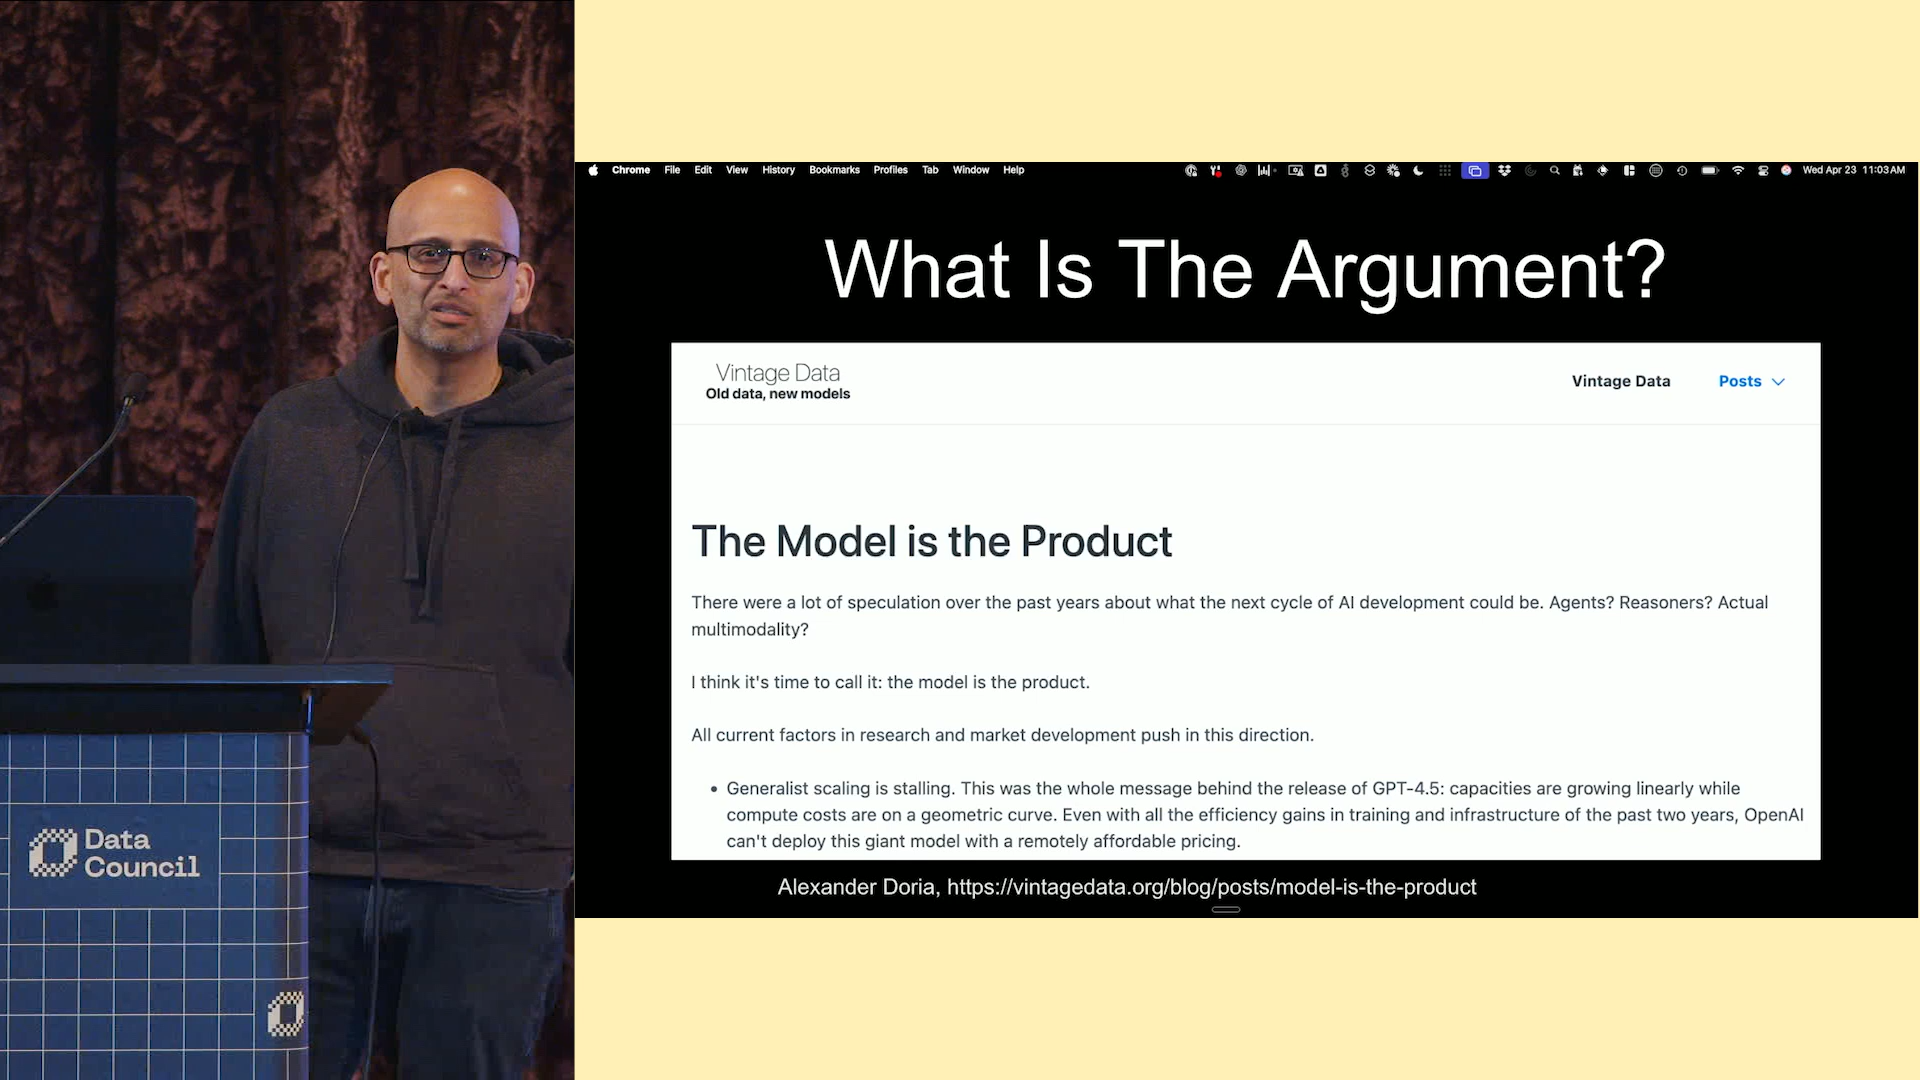 Chrome File Edit View History Bookmarks Profiles Tab Window Help
Wed Apr 23 11:03 AM
What Is The Argument?
Vintage Data
Old data, new models
Vintage Data
Posts
The Model is the Product
There were a lot of speculation over the past years about what the next cycle of AI development could be. Agents? Reasoners? Actual
multimodality?
I think it's time to call it: the model is the product.
All current factors in research and market development push in this direction.
• Generalist scaling is stalling. This was the whole message behind the release of GPT-4.5: capacities are growing linearly while
compute costs are on a geometric curve. Even with all the efficiency gains in training and infrastructure of the past two years, OpenAI
can't deploy this giant model with a remotely affordable pricing.
Alexander Doria, https://vintagedata.org/blog/posts/model-is-the-product
Data
Council